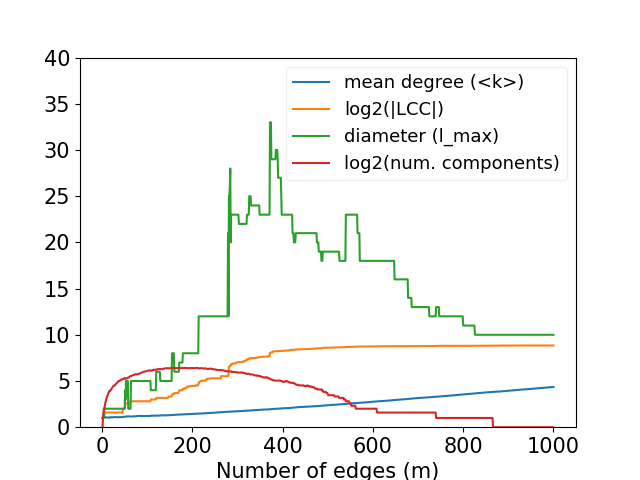 40
35
30
25
20
15
10
5
0
mean degree (<k>)
log2(|LCC|)
diameter (l_max)
log2(num. components)
0 200 400 600 800 1000
Number of edges (m)